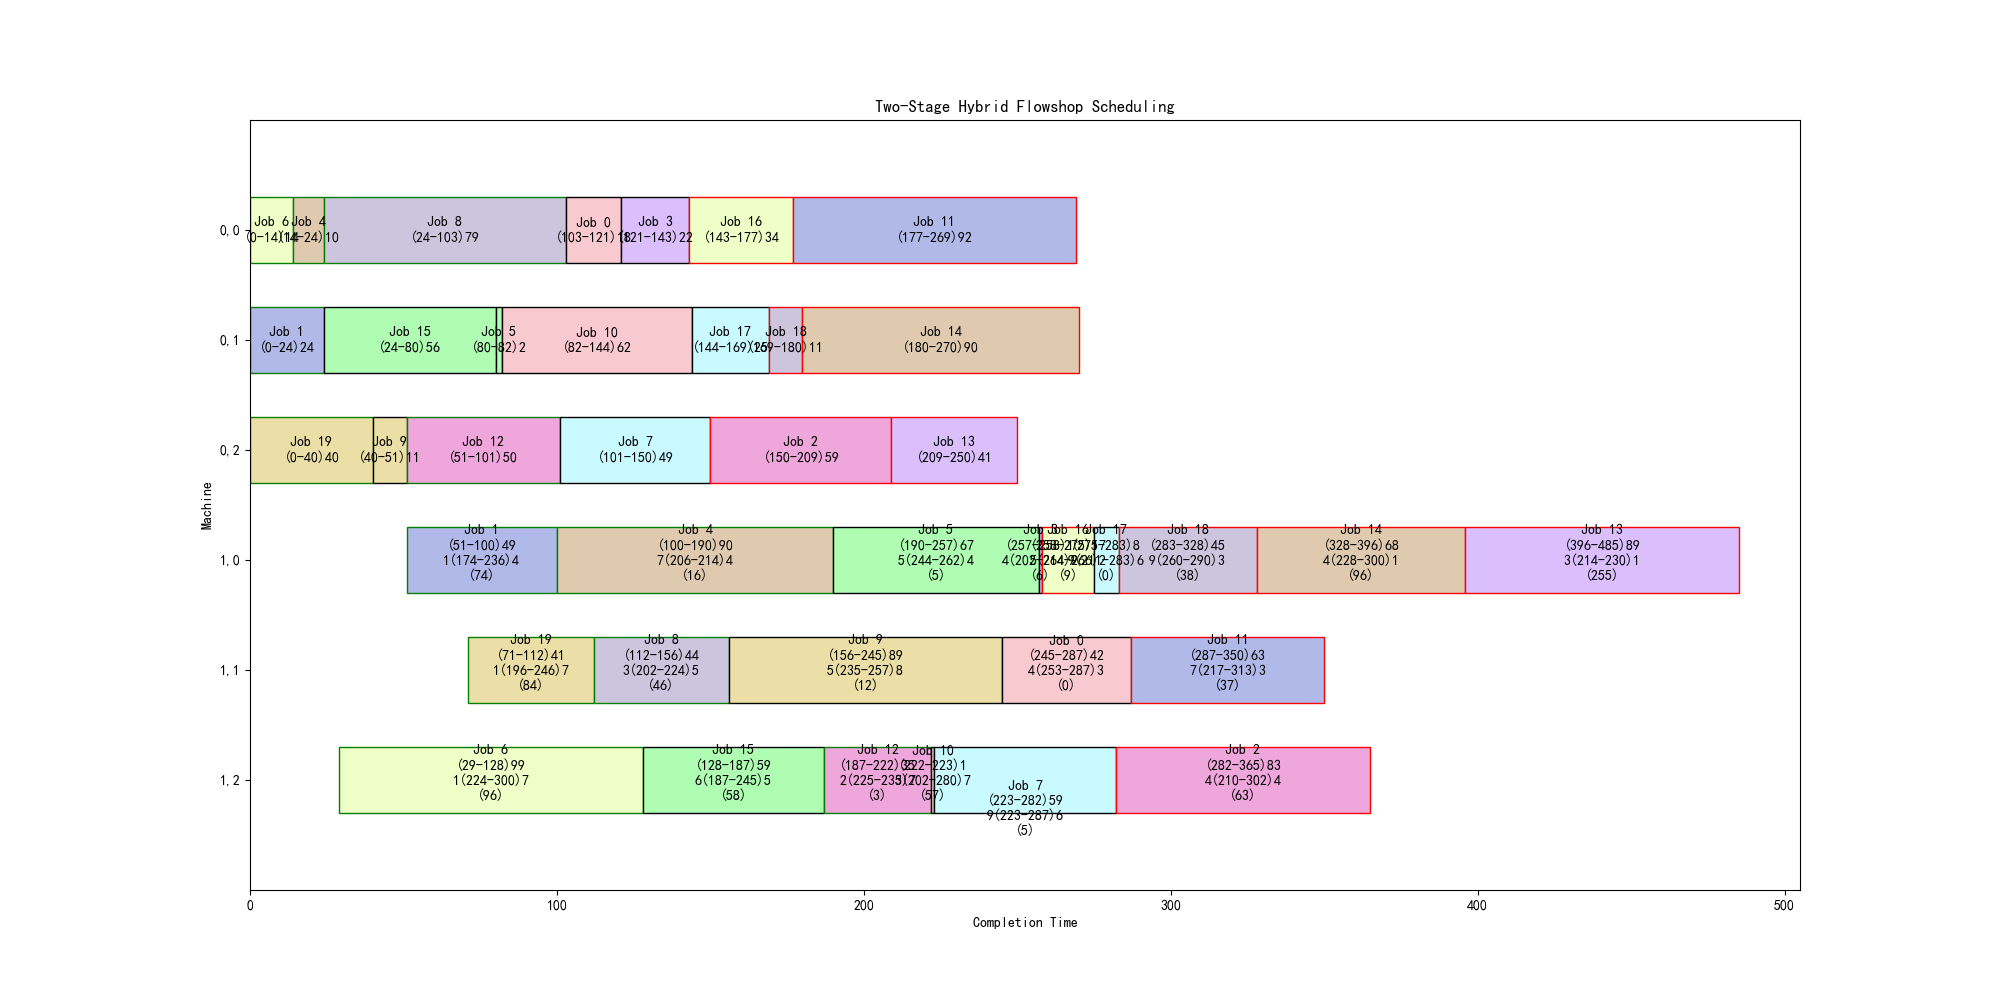 Two-Stage Hybrid Flowshop Scheduling
Machine
0,0
Job 6
(0-14)14
Job 4
(14-24)10
Job 8
(24-103)79
Job 0
(103-121)18
Job 3
(121-143)22
Job 16
(143-177)34
Job 11
(177-269)92
0,1
Job 1
(0-24)24
Job 15
(24-80)56
Job 5
(80-82)2
Job 10
(82-144)62
Job 17
(144-169)25
Job 18
(169-180)11
Job 14
(180-270)90
0,2
Job 19
(0-40)40
Job 9
(40-51)11
Job 12
(51-101)50
Job 7
(101-150)49
Job 2
(150-209)59
Job 13
(209-250)41
1,0
Job 1
(51-100)49
1(174-236)4
(74)
Job 4
(100-190)90
7(206-214)4
(16)
Job 5
(190-257)67
5(244-262)4
(5)
Job 3
(6)
Job 16
(258-275)17
(9)
Job 17
(275-283)8
(0)
Job 18
(283-328)45
9(260-290)3
(38)
Job 14
(328-396)68
4(228-300)1
(96)
Job 13
(396-485)89
3(214-230)1
(255)
1,1
Job 19
(71-112)41
1(196-246)7
(84)
Job 8
(112-156)44
3(202-224)5
(46)
Job 9
(156-245)89
5(235-257)8
(12)
Job 0
(245-287)42
4(253-287)3
(0)
Job 11
(287-350)63
7(217-313)3
(37)
1,2
Job 6
(29-128)99
1(224-300)7
(96)
Job 15
(128-187)59
6(187-245)5
(58)
Job 12
(187-222)35
(3)
Job 10
(222-223)1
(57)
Job 7
(223-282)59
9(223-287)6
(5)
Job 2
(282-365)83
4(210-302)4
(63)
0
100
200
300
400
500
Completion Time